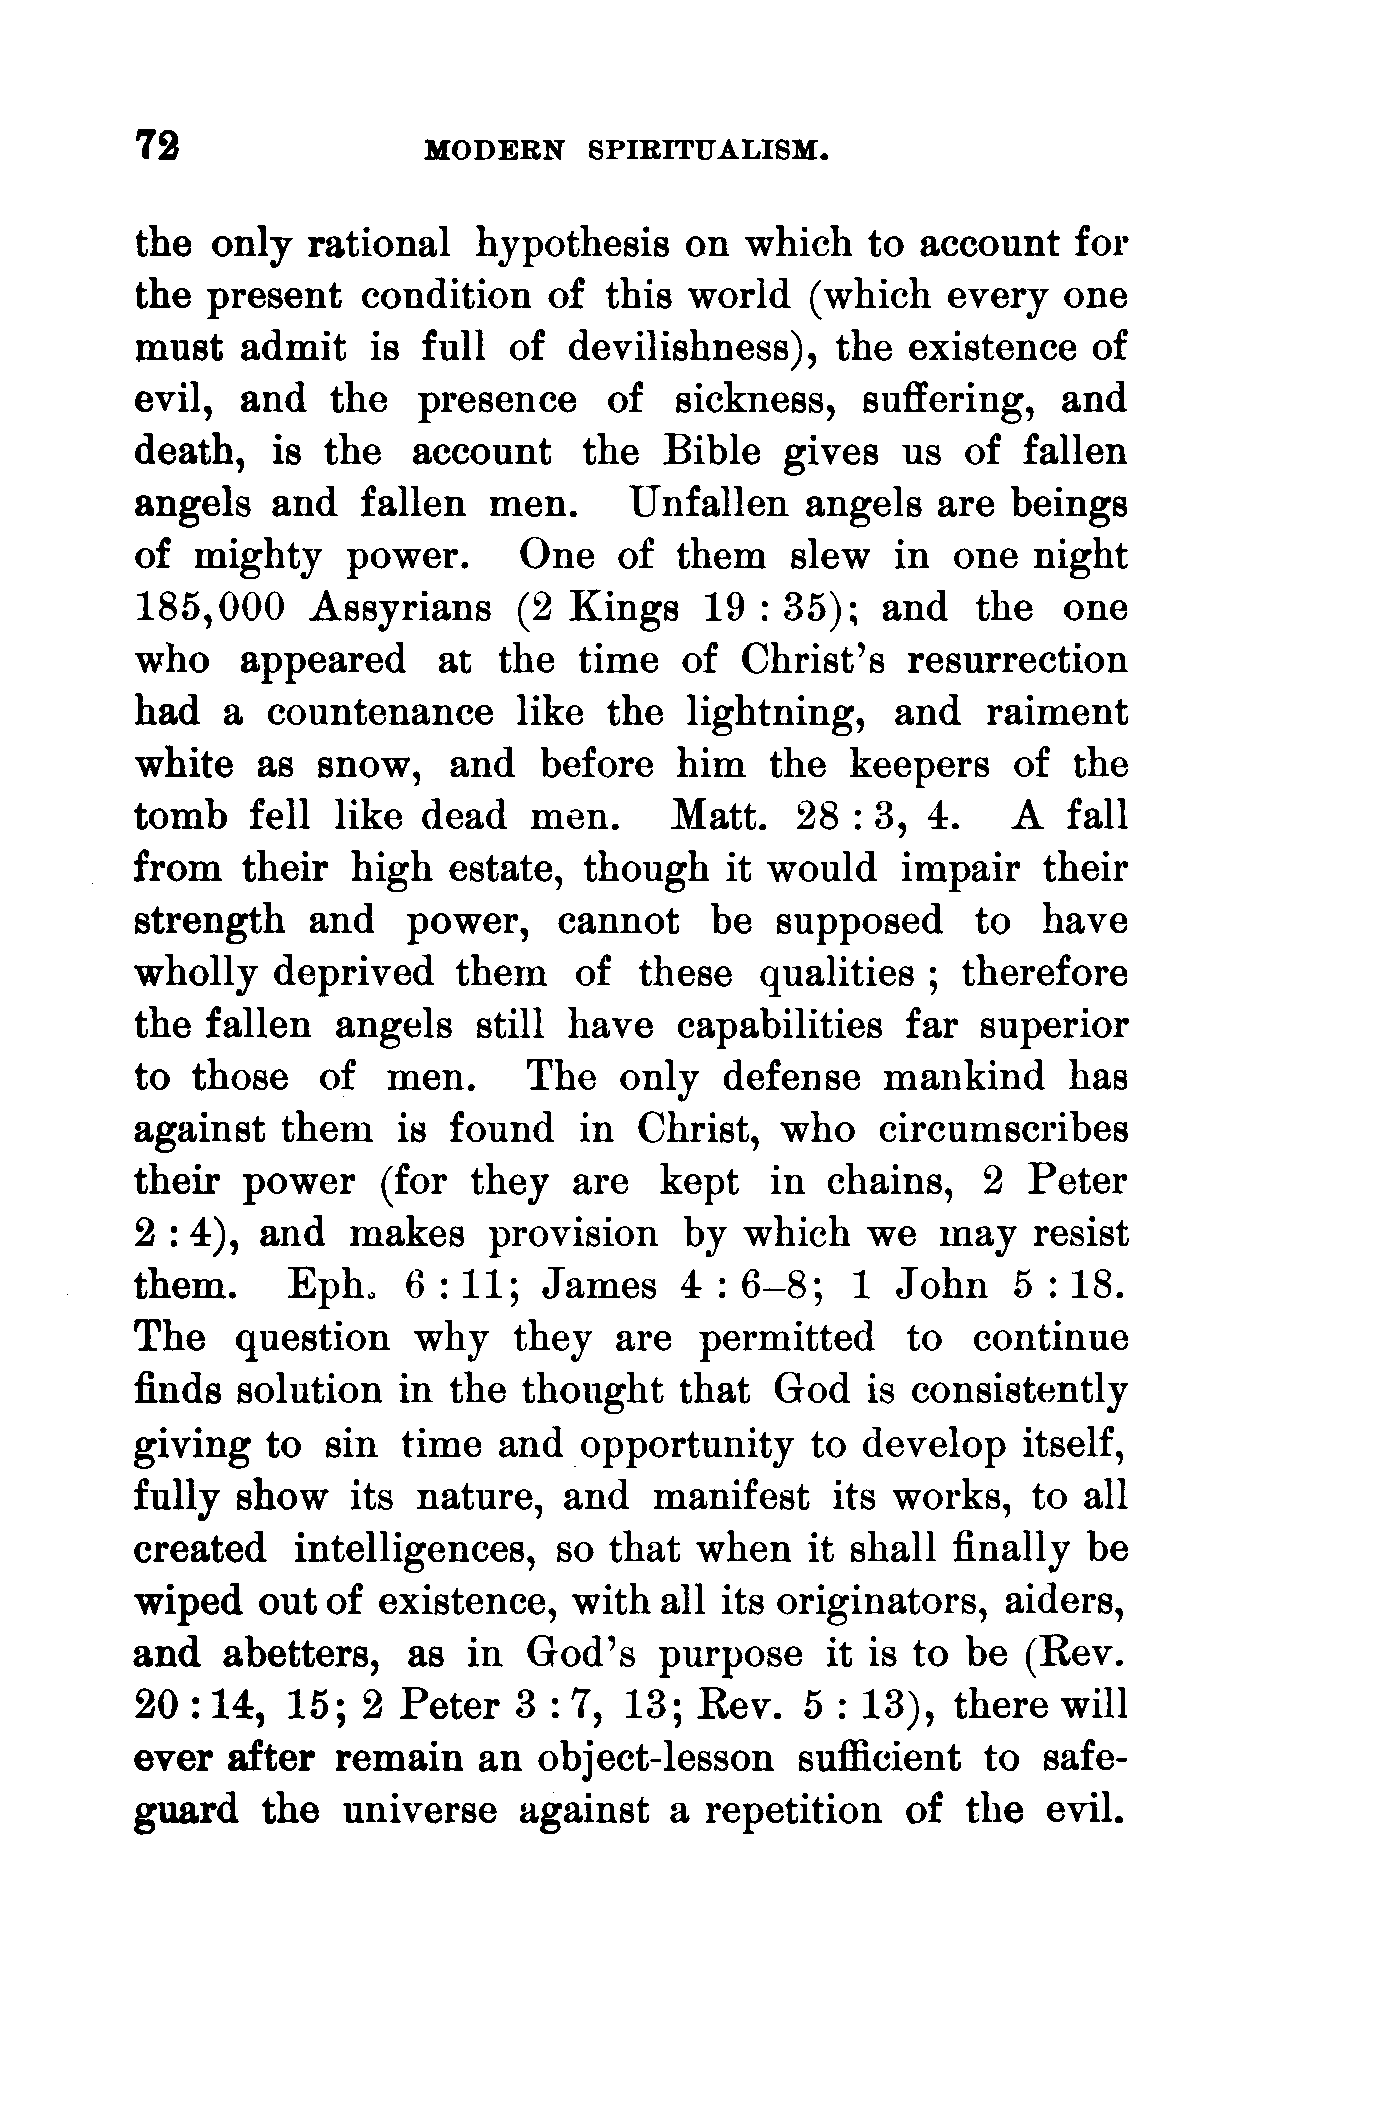 72 MODERN SPIRITUALISM.
the only rational hypothesis on which to account for
the present condition of this world (which every one
must admit is full of devilishness), the existence of
evil, and the presence of sickness, suffering, and
death, is the account the Bible gives us of fallen
angels and fallen men. Unfallen angels are beings
of mighty power. One of them slew in one night
185,000 Assyrians (2 Kings 19 : 35); and the one
who appeared at the time of Christ's resurrection
had a countenance like the lightning, and raiment
white as snow, and before him the keepers of the
tomb fell like dead men. Matt. 28 : 3, 4. A fall
from their high estate, though it would impair their
strength and power, cannot be supposed to have
wholly deprived them of these qualities ; therefore
the fallen angels still have capabilities far superior
to those of men. The only defense mankind has
against them is found in Christ, who circumscribes
their power (for they are kept in chains, 2 Peter
2 : 4), and makes provision by which we may resist
them. Eph. 6 : 11; James 4 : 6–8; 1 John 5 : 18.
The question why they are permitted to continue
finds solution in the thought that God is consistently
giving to sin time and opportunity to develop itself,
fully show its nature, and manifest its works, to all
created intelligences, so that when it shall finally be
wiped out of existence, with all its originators, aiders,
and abetters, as in God's purpose it is to be (Rev.
20 : 14, 15; 2 Peter 3 : 7, 13; Rev. 5 : 13), there will
ever after remain an object-lesson sufficient to safe-
guard the universe against a repetition of the evil.